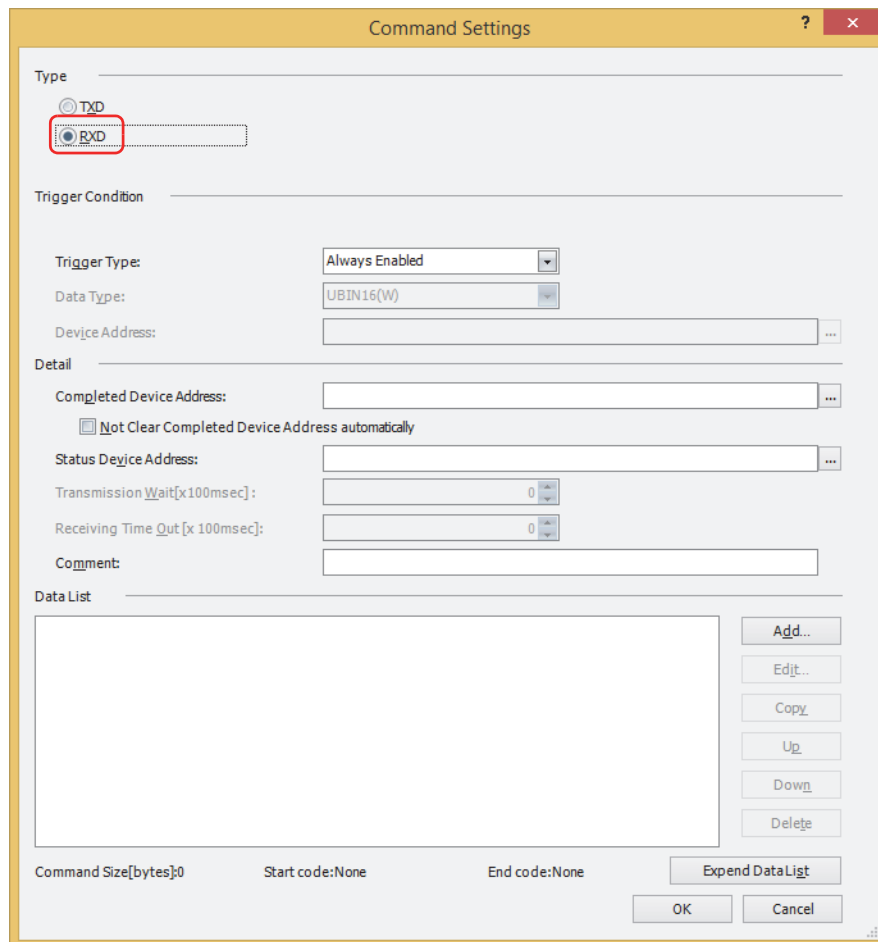 Command Settings ? ×
Type
TXD
RXD
Trigger Condition
Trigger Type: Always Enabled
Data Type: UBIN16(W)
Device Address: ...
Detail
Completed Device Address: ...
Not Clear Completed Device Address automatically
Status Device Address: ...
Transmission Wait[x100msec] : 0
Receiving Time Out [x 100msec]: 0
Comment:
Data List
Add...
Edit...
Copy
Up
Down
Delete
Command Size[bytes]:0 Start code:None End code:None Expend DataList
OK Cancel